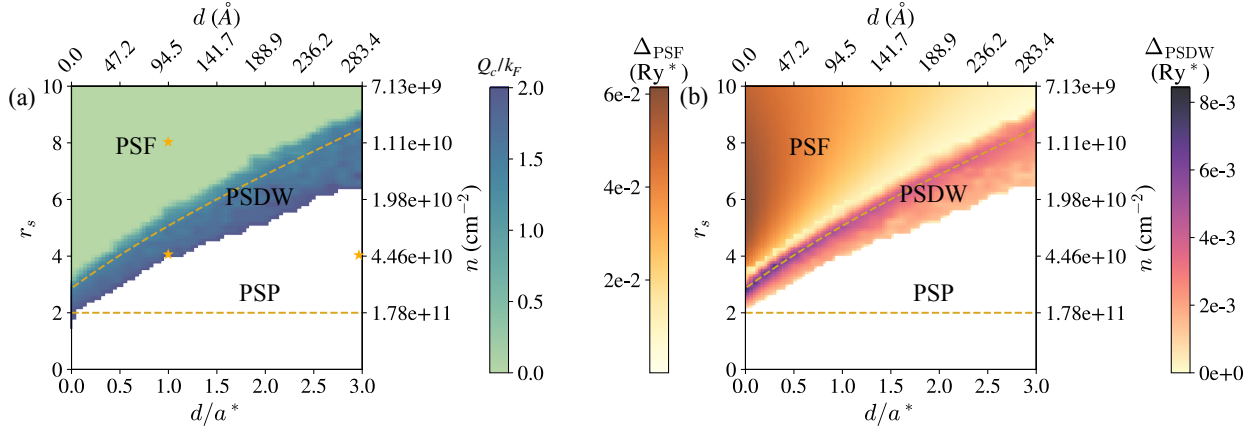 d (Å)
0.0 47.2 94.5 141.7 188.9 236.2 283.4
(a)
PSF
PSDW
PSP
r_s
10
8
6
4
2
0
0.0 0.5 1.0 1.5 2.0 2.5 3.0
d/a*
7.13e+9
1.11e+10
1.98e+10
4.46e+10
1.78e+11
n (cm⁻²)
Q_c/k_F
2.0
1.5
1.0
0.5
0.0
Δ_PSF
(Ry*)
6e-2
4e-2
2e-2
d (Å)
0.0 47.2 94.5 141.7 188.9 236.2 283.4
(b)
PSF
PSDW
PSP
r_s
10
8
6
4
2
0
0.0 0.5 1.0 1.5 2.0 2.5 3.0
d/a*
7.13e+9
1.11e+10
1.98e+10
4.46e+10
1.78e+11
n (cm⁻²)
Δ_PSDW
(Ry*)
8e-3
6e-3
4e-3
2e-3
0e+0